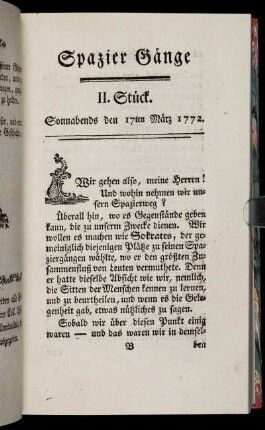 Spazier Gänge
II. Stück.
Sonnabends den 17ten März 1772.
Wir gehen also, meine Herren!
Und wohin nehmen wir un-
sern Spazierweg?
Überall hin, wo es Gegenstände geben
kann, die zu unserm Zwecke dienen. Wir
wollen es machen wie Sokrates, der ge-
meiniglich diejenigen Pläße zu seinen Spa-
ziergängen wählte, wo er den größten Zu-
sammenfluß von Leuten vermuthete. Denn
er hatte dieselbe Absicht wie wir, nemlich,
die Sitten der Menschen kennen zu lernen,
und zu beurtheilen, und wenn es die Gele-
genheit gab, etwas nützliches zu sagen.
Sobald wir über diesen Punkt einig
waren — und das waren wir in demsel-
B ben